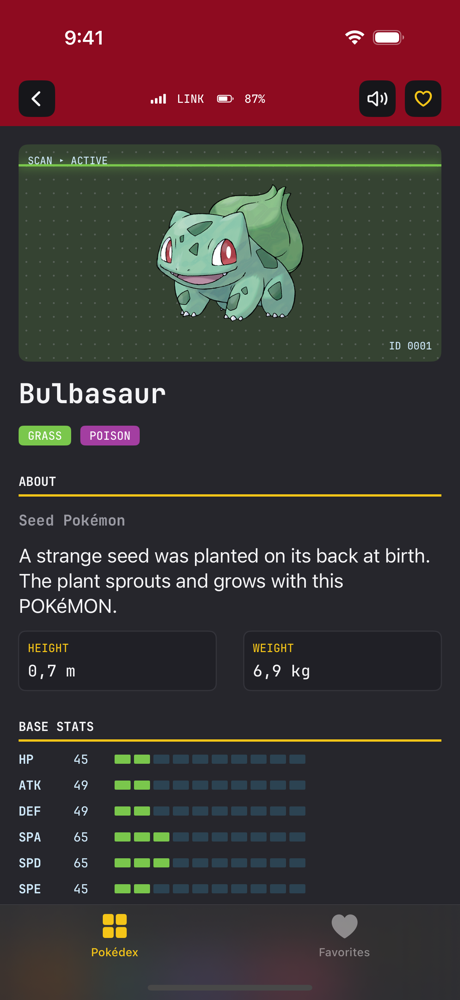 9:41
LINK 87%
SCAN ▸ ACTIVE
ID 0001
Bulbasaur
GRASS POISON
ABOUT
Seed Pokémon
A strange seed was planted on its back at birth.
The plant sprouts and grows with this
POKéMON.
HEIGHT WEIGHT
0,7 m 6,9 kg
BASE STATS
HP 45
ATK 49
DEF 49
SPA 65
SPD 65
SPE 45
Pokédex Favorites